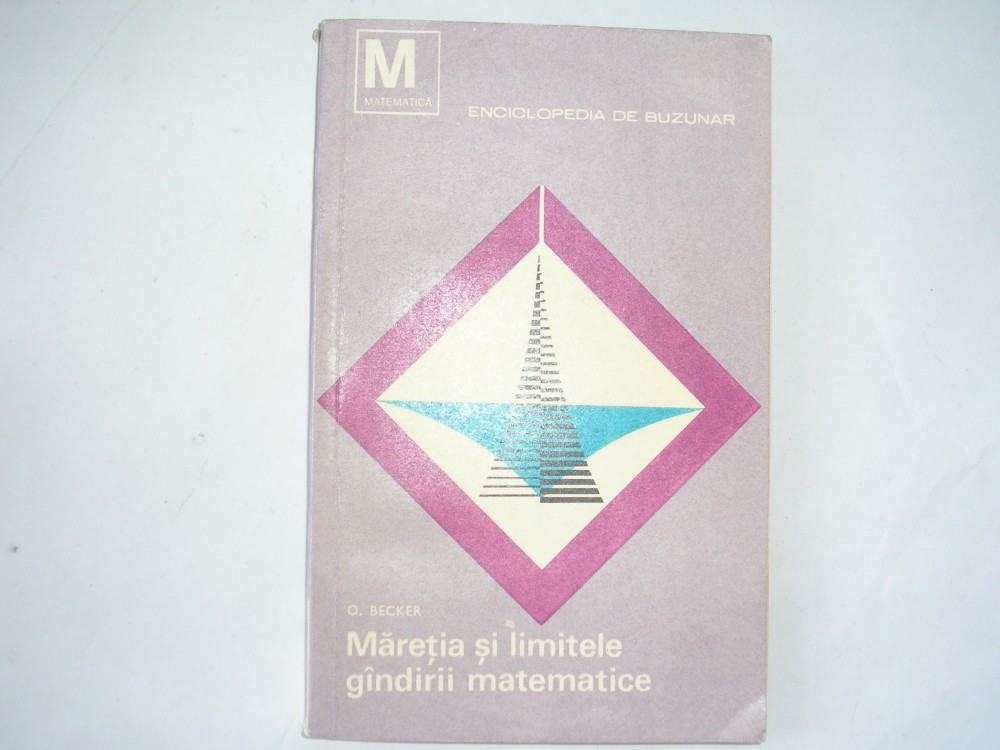 M
MATEMATICĂ
ENCICLOPEDIA DE BUZUNAR
O. BECKER
Măreția și limitele
gîndirii matematice